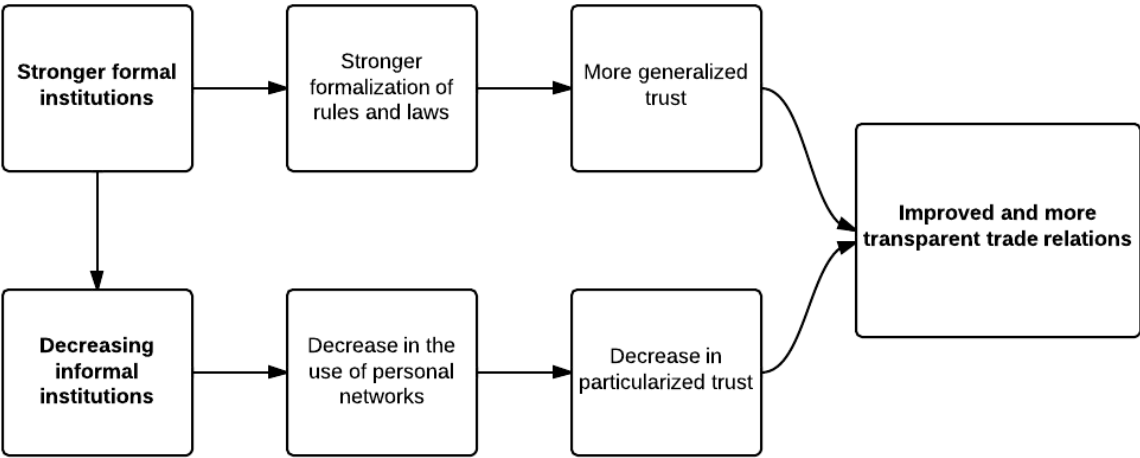 Stronger formal
institutions
Stronger
formalization of
rules and laws
More generalized
trust
Improved and more
transparent trade relations
Decreasing
informal
institutions
Decrease in the
use of personal
networks
Decrease in
particularized trust